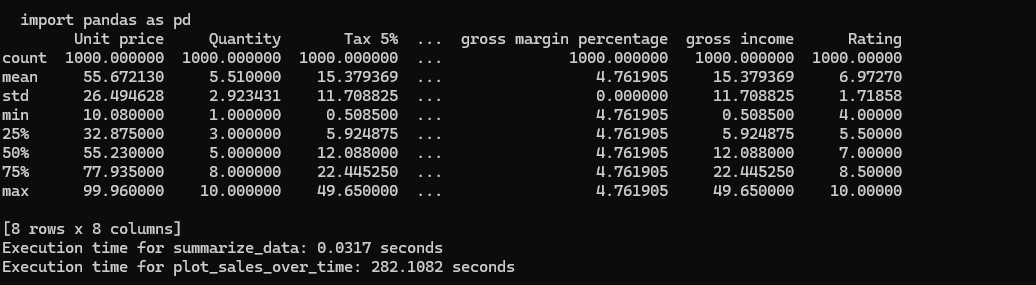 import pandas as pd
Unit price Quantity Tax 5% ... gross margin percentage gross income Rating
count 1000.000000 1000.000000 1000.000000 ... 1000.000000 1000.000000 1000.00000
mean 55.672130 5.510000 15.379369 ... 4.761905 15.379369 6.97270
std 26.494628 2.923431 11.708825 ... 0.000000 11.708825 1.71858
min 10.080000 1.000000 0.508500 ... 4.761905 0.508500 4.00000
25% 32.875000 3.000000 5.924875 ... 4.761905 5.924875 5.50000
50% 55.230000 5.000000 12.088000 ... 4.761905 12.088000 7.00000
75% 77.935000 8.000000 22.445250 ... 4.761905 22.445250 8.50000
max 99.960000 10.000000 49.650000 ... 4.761905 49.650000 10.00000
[8 rows x 8 columns]
Execution time for summarize_data: 0.0317 seconds
Execution time for plot_sales_over_time: 282.1082 seconds